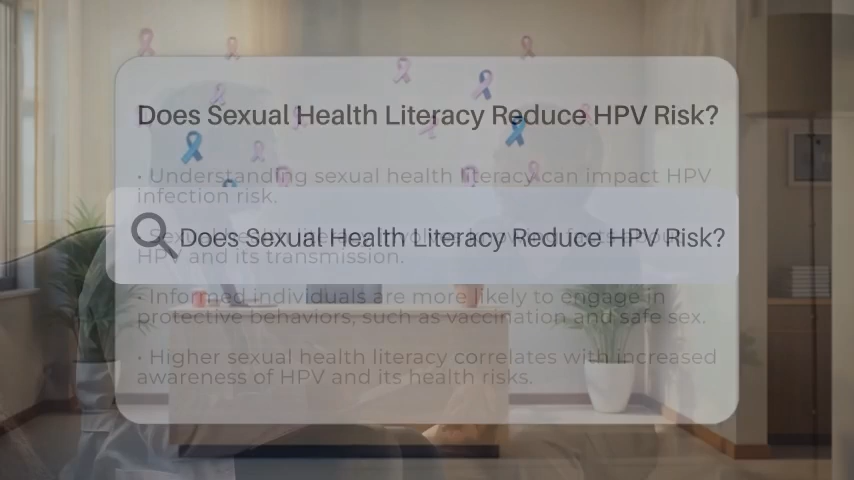 Does Sexual Health Literacy Reduce HPV Risk?
• Understanding sexual health literacy can impact HPV
infection risk.
Does Sexual Health Literacy Reduce HPV Risk?
HPV and its transmission.
• Informed individuals are more likely to engage in
protective behaviors, such as vaccination and safe sex.
• Higher sexual health literacy correlates with increased
awareness of HPV and its health risks.